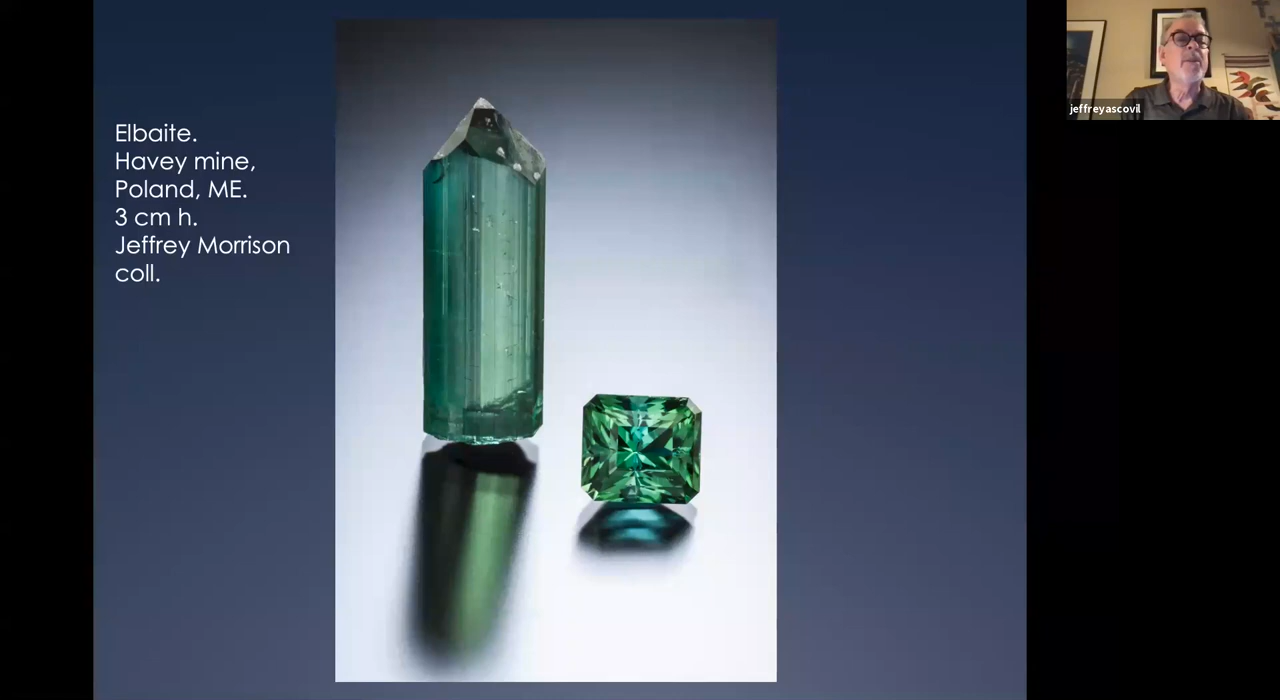 Elbaite.
Havey mine,
Poland, ME.
3 cm h.
Jeffrey Morrison
coll.
jeffreyascovil